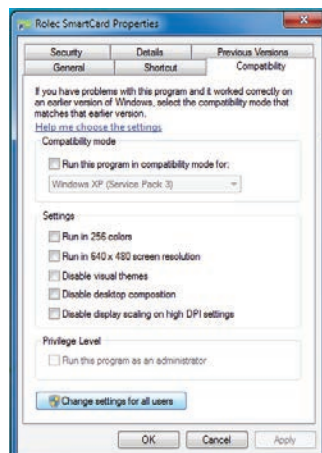 Rolec SmartCard Properties
Security Details Previous Versions
General Shortcut Compatibility
If you have problems with this program and it worked correctly on
an earlier version of Windows, select the compatibility mode that
matches that earlier version.
Help me choose the settings
Compatibility mode
Run this program in compatibility mode for:
Windows XP (Service Pack 3)
Settings
Run in 256 colors
Run in 640 x 480 screen resolution
Disable visual themes
Disable desktop composition
Disable display scaling on high DPI settings
Privilege Level
Run this program as an administrator
Change settings for all users
OK Cancel Apply